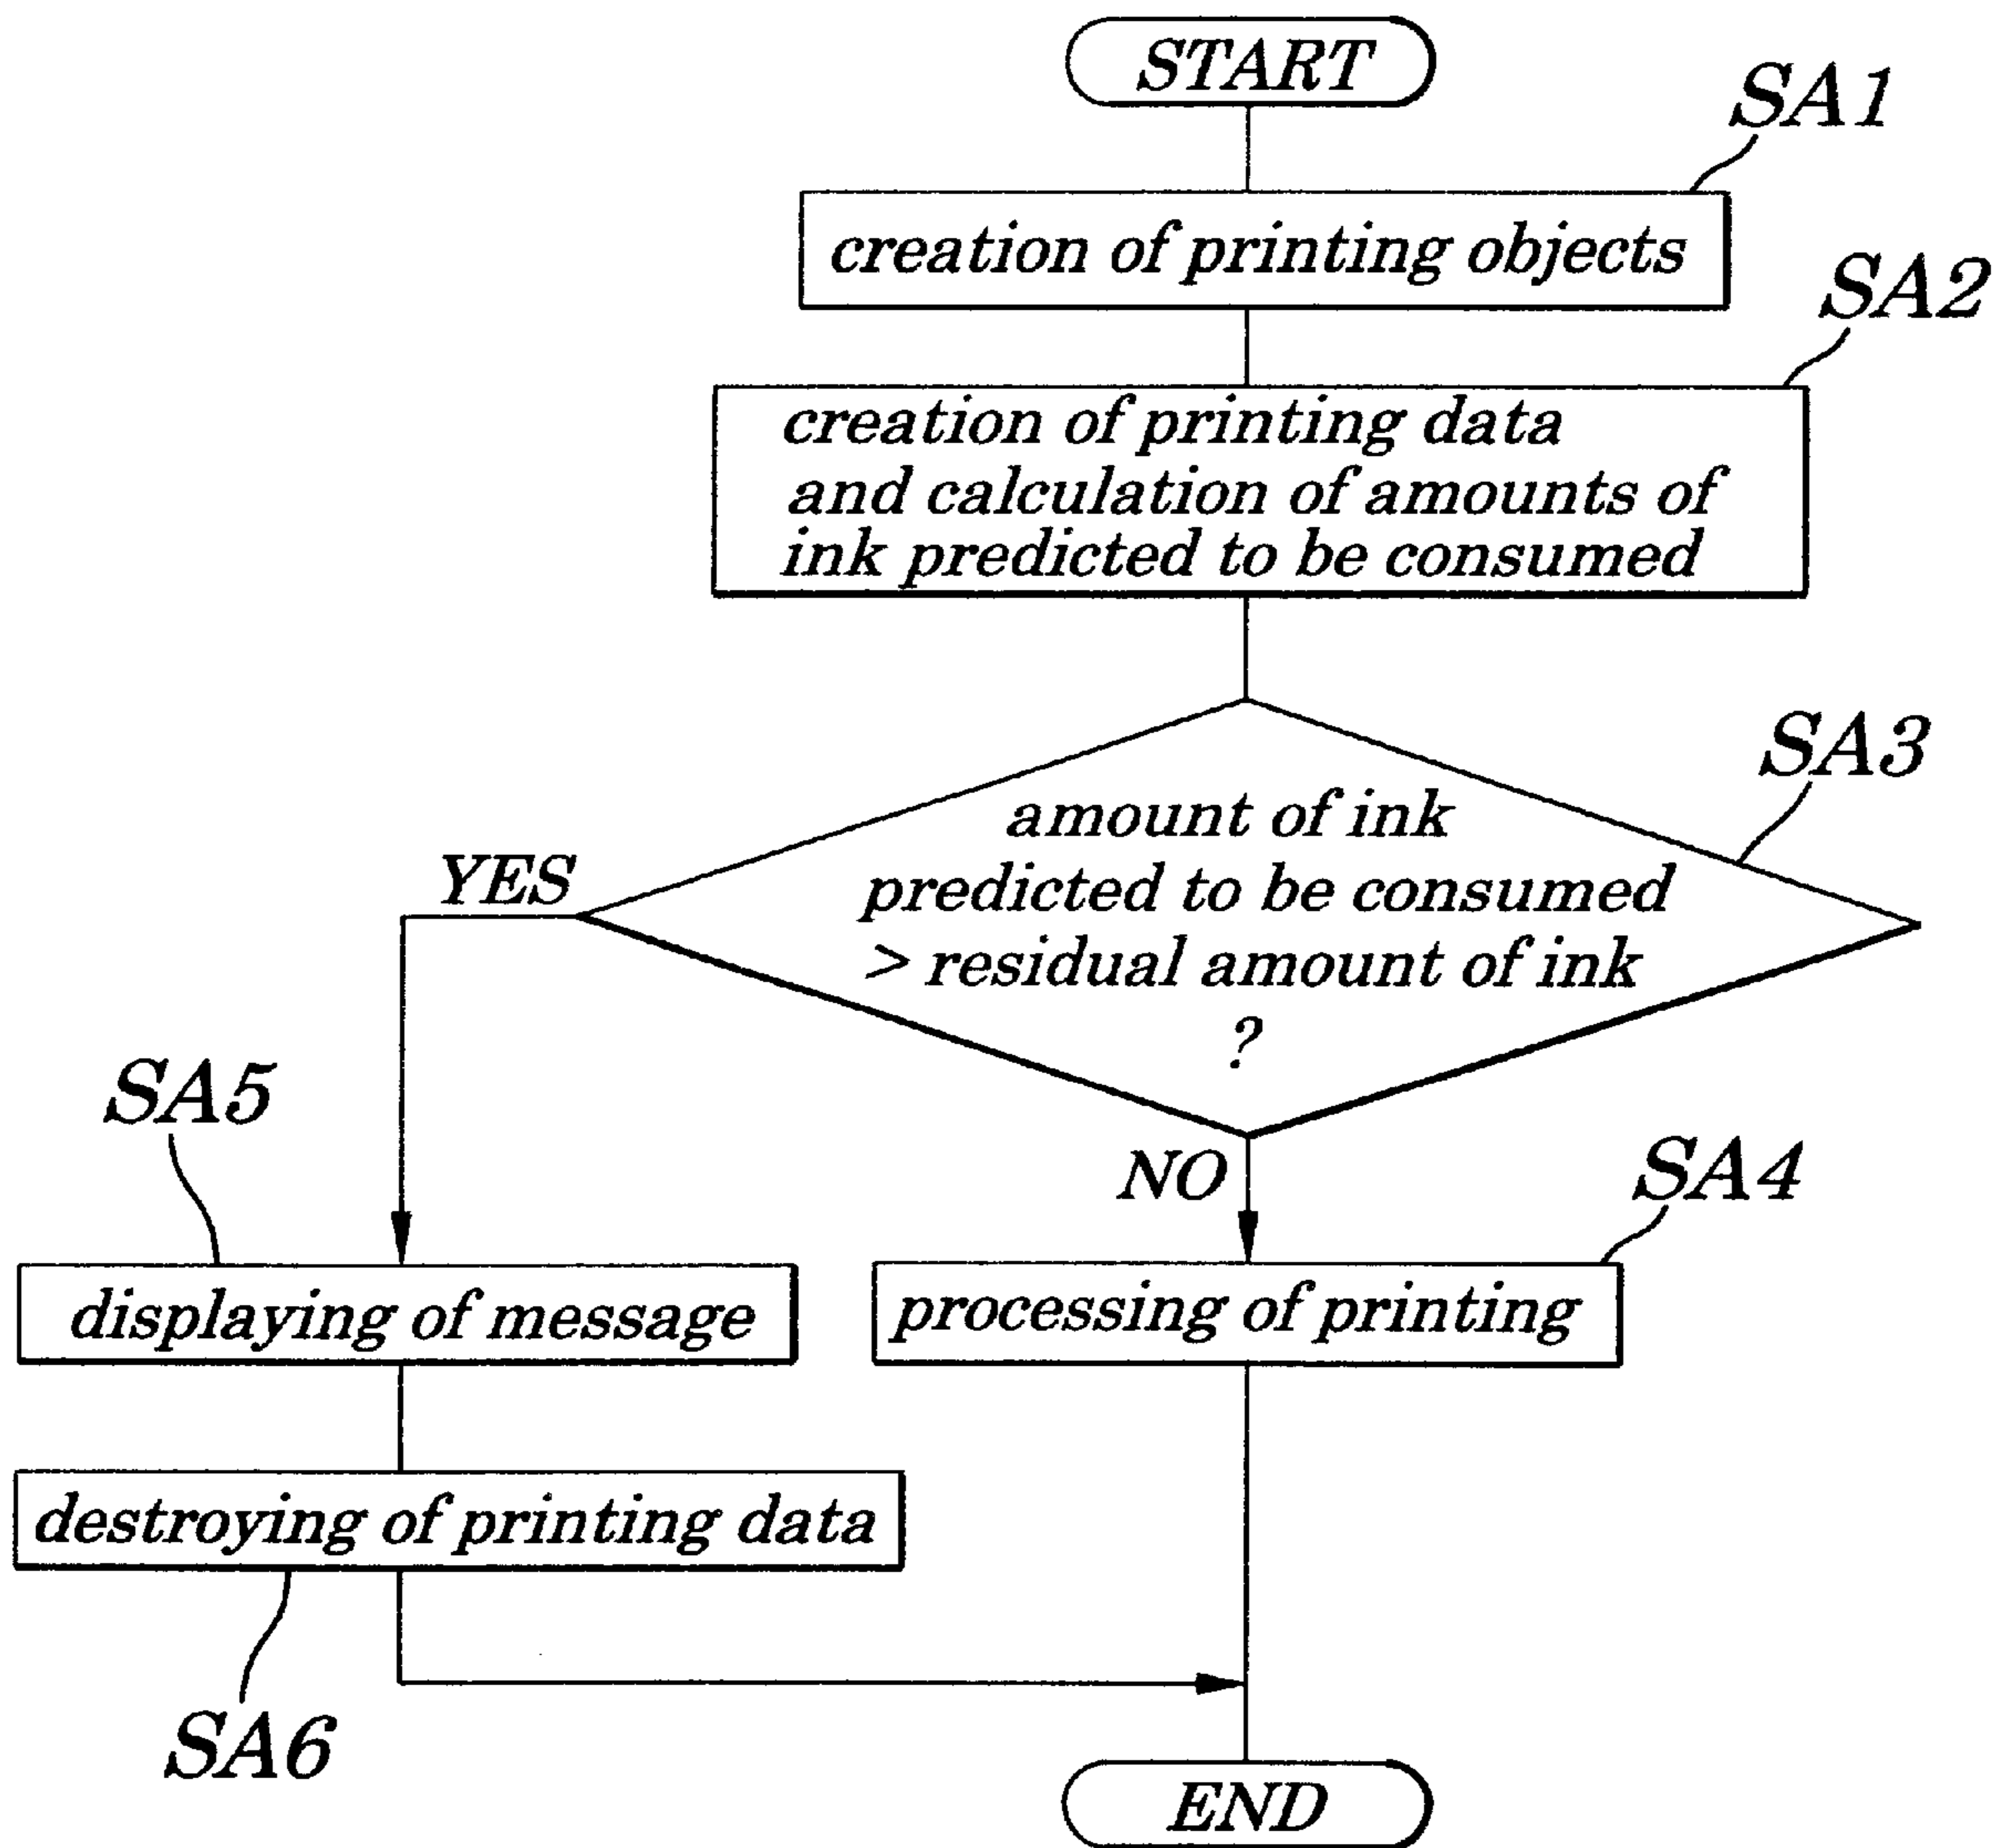 START
SA1
creation of printing objects
SA2
creation of printing data
and calculation of amounts of
ink predicted to be consumed
SA3
amount of ink
predicted to be consumed
> residual amount of ink
?
YES
NO
SA5
SA4
displaying of message
processing of printing
destroying of printing data
SA6
END